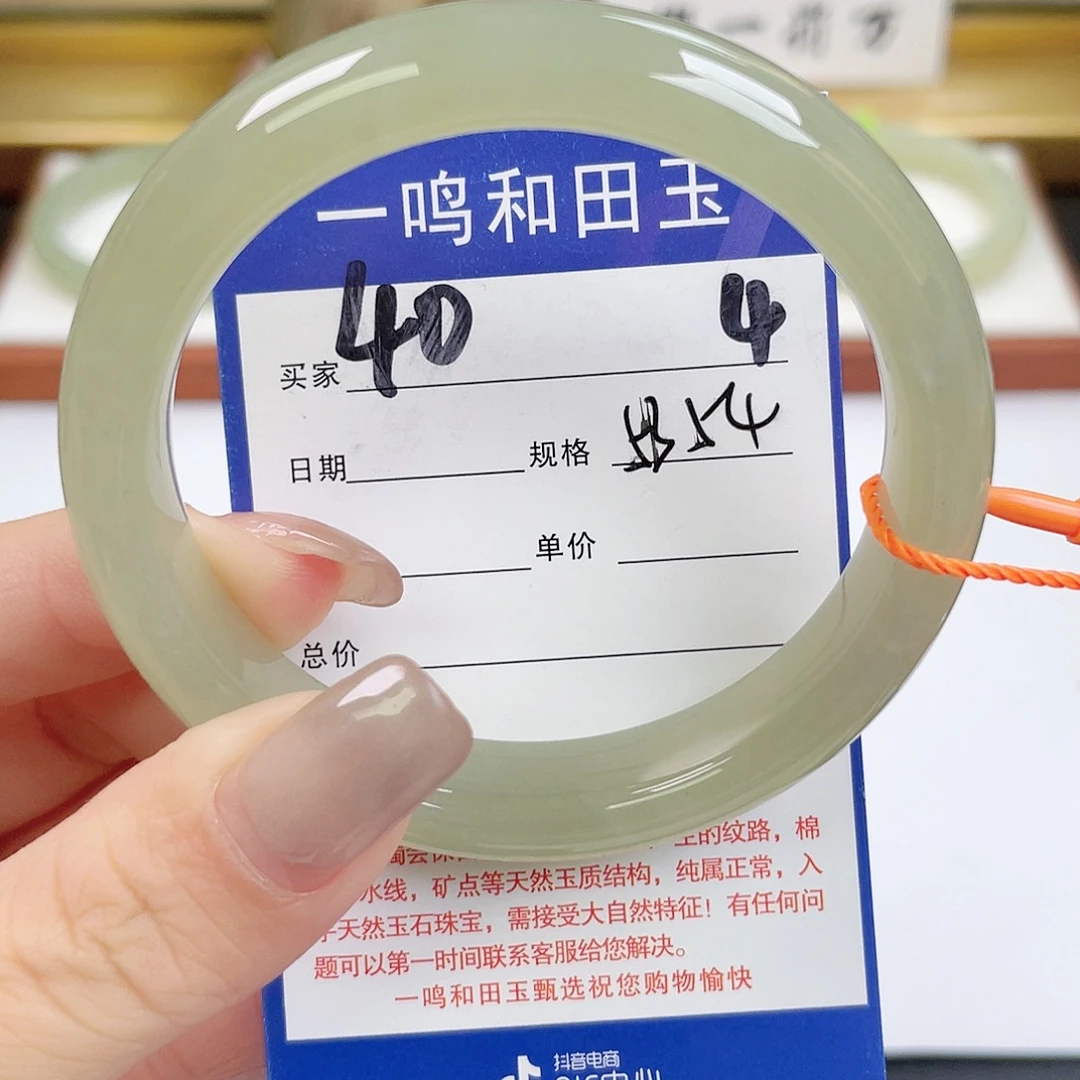 一鸣和田玉
买家 40 4
日期 规格 54
单价
总价
生的纹路，棉
水线，矿点等天然玉质结构，纯属正常，入
手天然玉石珠宝，需接受大自然特征！有任何问
题可以第一时间联系客服给您解决。
一鸣和田玉甄选祝您购物愉快
抖音电商